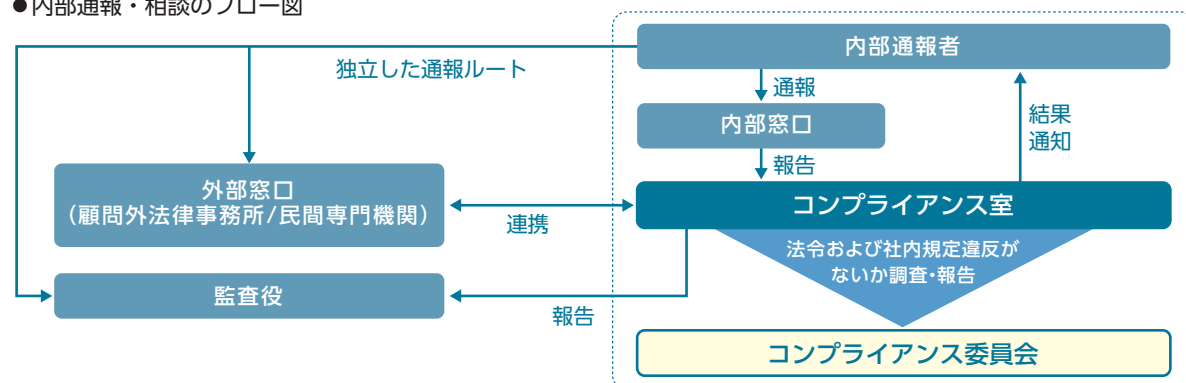 ●内部通報・相談のフロー図
内部通報者
独立した通報ルート
通報
結果
通知
内部窓口
報告
外部窓口
（顧問外法律事務所/民間専門機関）
連携
コンプライアンス室
法令および社内規定違反が
ないか調査・報告
監査役
報告
コンプライアンス委員会